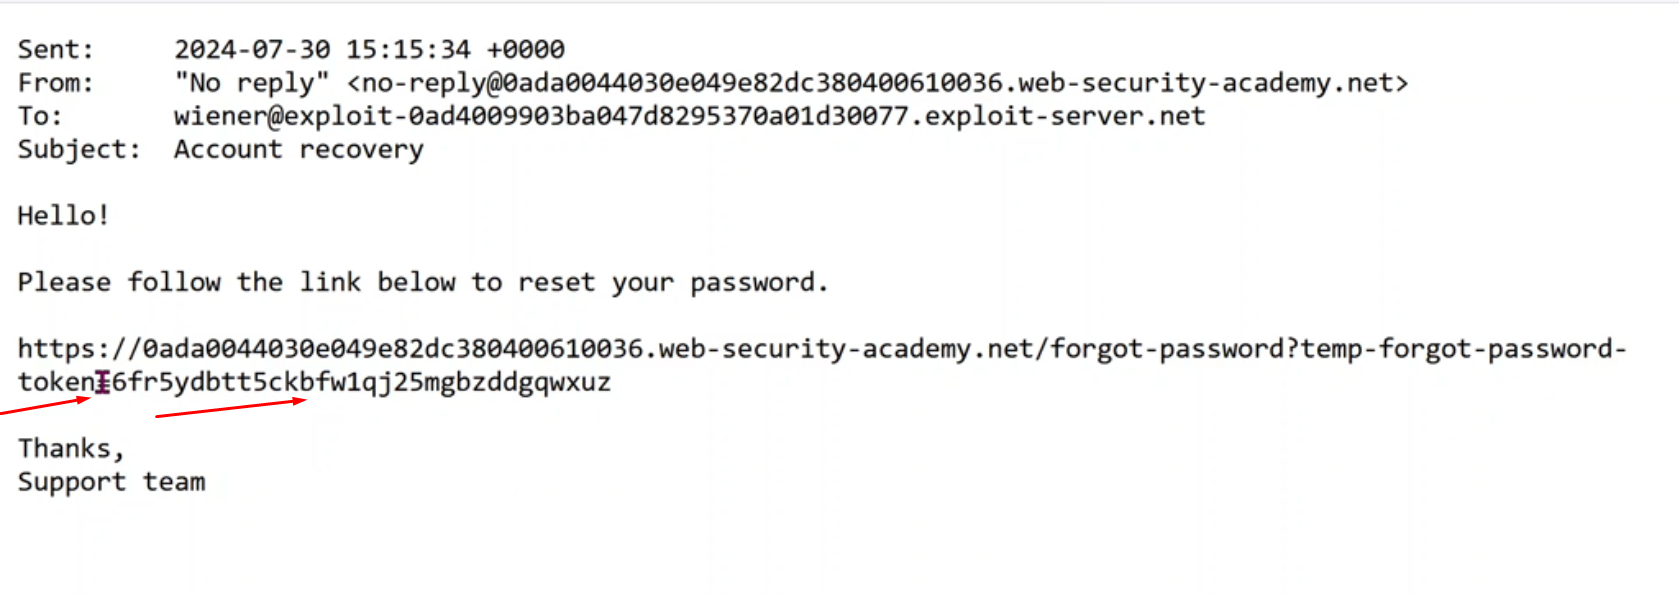 Sent: 2024-07-30 15:15:34 +0000
From: "No reply" <no-reply@0ada0044030e049e82dc380400610036.web-security-academy.net>
To: wiener@exploit-0ad4009903ba047d8295370a01d30077.exploit-server.net
Subject: Account recovery
Hello!
Please follow the link below to reset your password.
https://0ada0044030e049e82dc380400610036.web-security-academy.net/forgot-password?temp-forgot-password-
token=6fr5ydbtt5ckbfw1qj25mgbzddgqwxuz
Thanks,
Support team